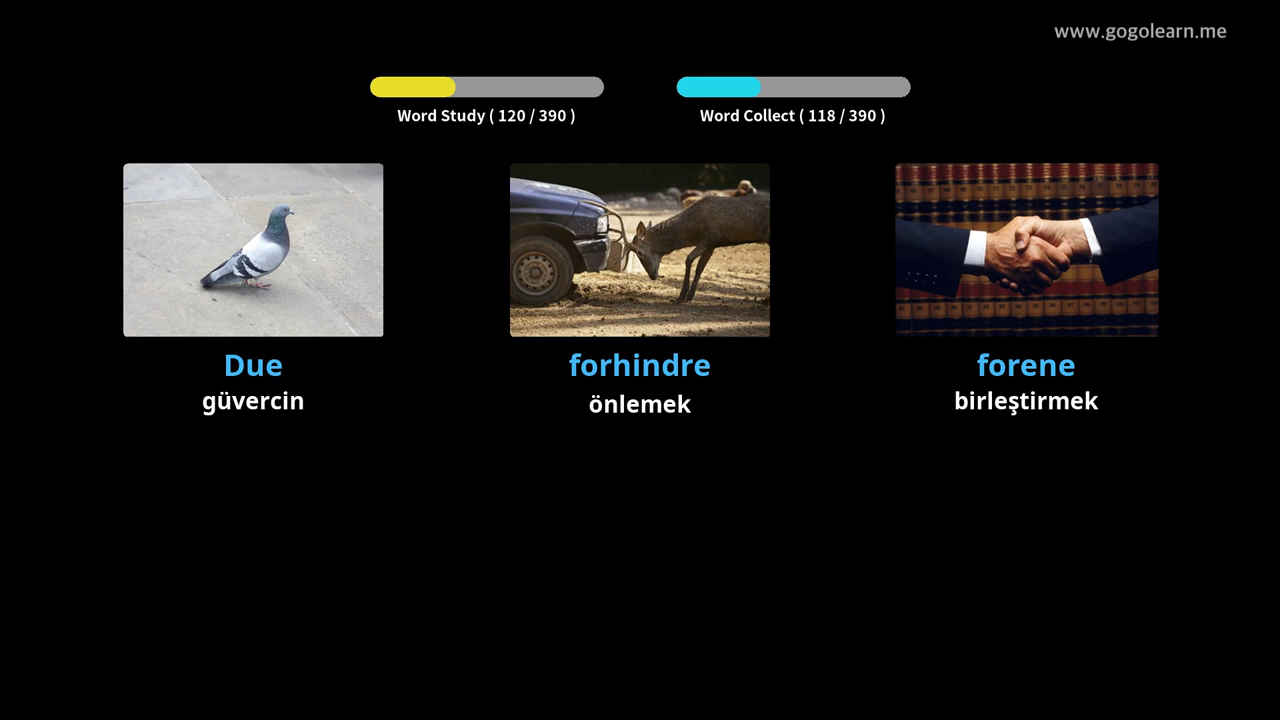 www.gogolearn.me
Word Study ( 120 / 390 )
Word Collect ( 118 / 390 )
Due
güvercin
forhindre
önlemek
forene
birleştirmek